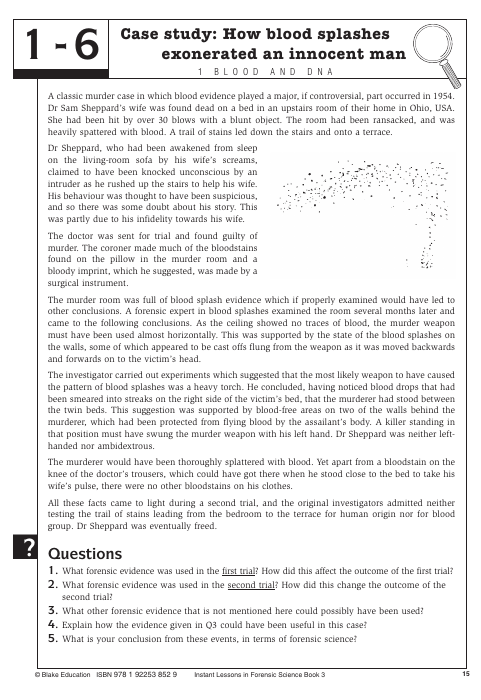 1 - 6
Case study: How blood splashes
exonerated an innocent man
1 BLOOD AND DNA
A classic murder case in which blood evidence played a major, if controversial, part occurred in 1954.
Dr Sam Sheppard's wife was found dead on a bed in an upstairs room of their home in Ohio, USA.
She had been hit by over 30 blows with a blunt object. The room had been ransacked, and was
heavily spattered with blood. A trail of stains led down the stairs and onto a terrace.
Dr Sheppard, who had been awakened from sleep
on the living-room sofa by his wife's screams,
claimed to have been knocked unconscious by an
intruder as he rushed up the stairs to help his wife.
His behaviour was thought to have been suspicious,
and so there was some doubt about his story. This
was partly due to his infidelity towards his wife.
The doctor was sent for trial and found guilty of
murder. The coroner made much of the bloodstains
found on the pillow in the murder room and a
bloody imprint, which he suggested, was made by a
surgical instrument.
The murder room was full of blood splash evidence which if properly examined would have led to
other conclusions. A forensic expert in blood splashes examined the room several months later and
came to the following conclusions. As the ceiling showed no traces of blood, the murder weapon
must have been used almost horizontally. This was supported by the state of the blood splashes on
the walls, some of which appeared to be cast offs flung from the weapon as it was moved backwards
and forwards on to the victim's head.
The investigator carried out experiments which suggested that the most likely weapon to have caused
the pattern of blood splashes was a heavy torch. He concluded, having noticed blood drops that had
been smeared into streaks on the right side of the victim's bed, that the murderer had stood between
the twin beds. This suggestion was supported by blood-free areas on two of the walls behind the
murderer, which had been protected from flying blood by the assailant's body. A killer standing in
that position must have swung the murder weapon with his left hand. Dr Sheppard was neither left-
handed nor ambidextrous.
The murderer would have been thoroughly splattered with blood. Yet apart from a bloodstain on the
knee of the doctor's trousers, which could have got there when he stood close to the bed to take his
wife's pulse, there were no other bloodstains on his clothes.
All these facts came to light during a second trial, and the original investigators admitted neither
testing the trail of stains leading from the bedroom to the terrace for human origin nor for blood
group. Dr Sheppard was eventually freed.
?
Questions
1. What forensic evidence was used in the first trial? How did this affect the outcome of the first trial?
2. What forensic evidence was used in the second trial? How did this change the outcome of the
second trial?
3. What other forensic evidence that is not mentioned here could possibly have been used?
4. Explain how the evidence given in Q3 could have been useful in this case?
5. What is your conclusion from these events, in terms of forensic science?
© Blake Education ISBN 978 1 92253 852 9 Instant Lessons in Forensic Science Book 3 15